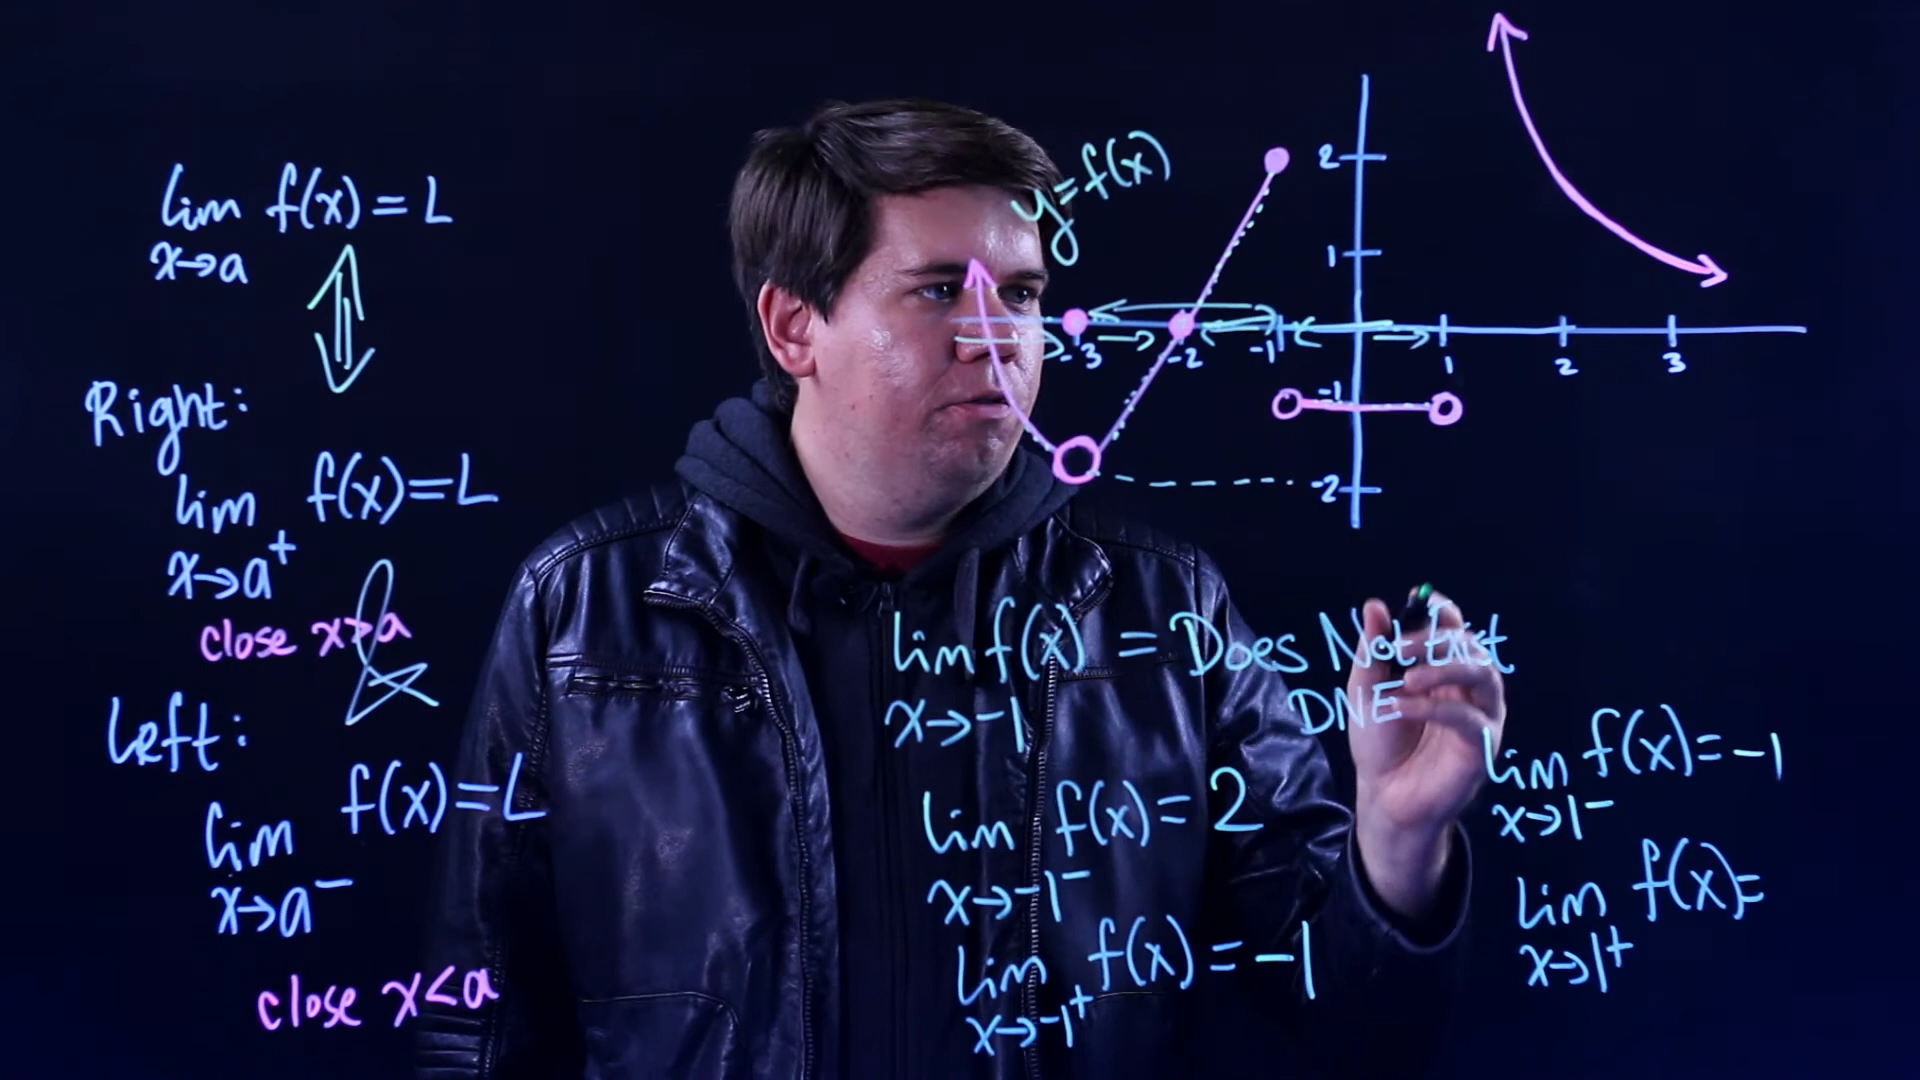 lim f(x) = L
x→a
Right:
lim f(x) = L
x→a⁺
close x>a
&
Left:
lim f(x) = L
x→a⁻
close x<a
y=f(x)
2
1
-3 -2 -1 1 2 3
-1
-2
lim f(x) = Does Not Exist
x→-1
DNE
lim f(x) = 2
x→-1⁻
lim f(x) = -1
x→-1⁺
lim f(x) = -1
x→1⁻
lim f(x) =
x→1⁺